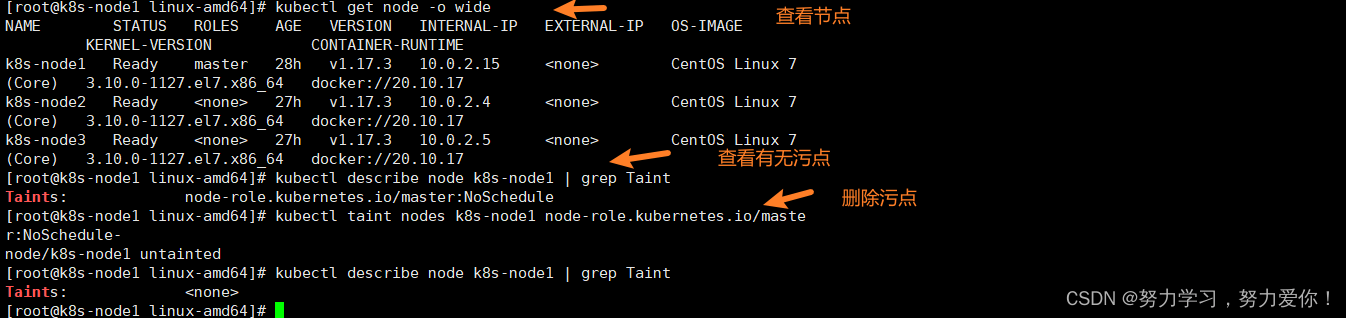 [root@k8s-node1 linux-amd64]# kubectl get node -o wide
查看节点
NAME STATUS ROLES AGE VERSION INTERNAL-IP EXTERNAL-IP OS-IMAGE
KERNEL-VERSION CONTAINER-RUNTIME
k8s-node1 Ready master 28h v1.17.3 10.0.2.15 <none> CentOS Linux 7
(Core) 3.10.0-1127.el7.x86_64 docker://20.10.17
k8s-node2 Ready <none> 27h v1.17.3 10.0.2.4 <none> CentOS Linux 7
(Core) 3.10.0-1127.el7.x86_64 docker://20.10.17
k8s-node3 Ready <none> 27h v1.17.3 10.0.2.5 <none> CentOS Linux 7
(Core) 3.10.0-1127.el7.x86_64 docker://20.10.17
查看有无污点
[root@k8s-node1 linux-amd64]# kubectl describe node k8s-node1 | grep Taint
Taints: node-role.kubernetes.io/master:NoSchedule
删除污点
[root@k8s-node1 linux-amd64]# kubectl taint nodes k8s-node1 node-role.kubernetes.io/maste
r:NoSchedule-
node/k8s-node1 untainted
[root@k8s-node1 linux-amd64]# kubectl describe node k8s-node1 | grep Taint
Taints: <none>
[root@k8s-node1 linux-amd64]#
CSDN @努力学习，努力爱你！